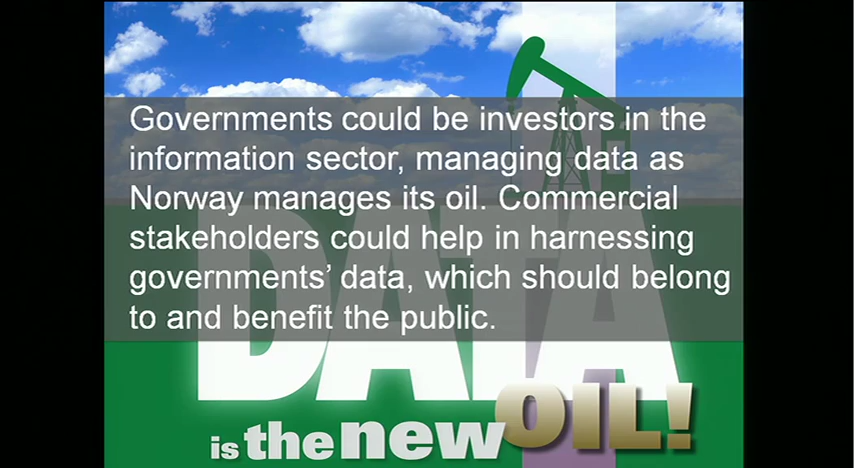 Governments could be investors in the
information sector, managing data as
Norway manages its oil. Commercial
stakeholders could help in harnessing
governments’ data, which should belong
to and benefit the public.
DATA
is the new OIL!